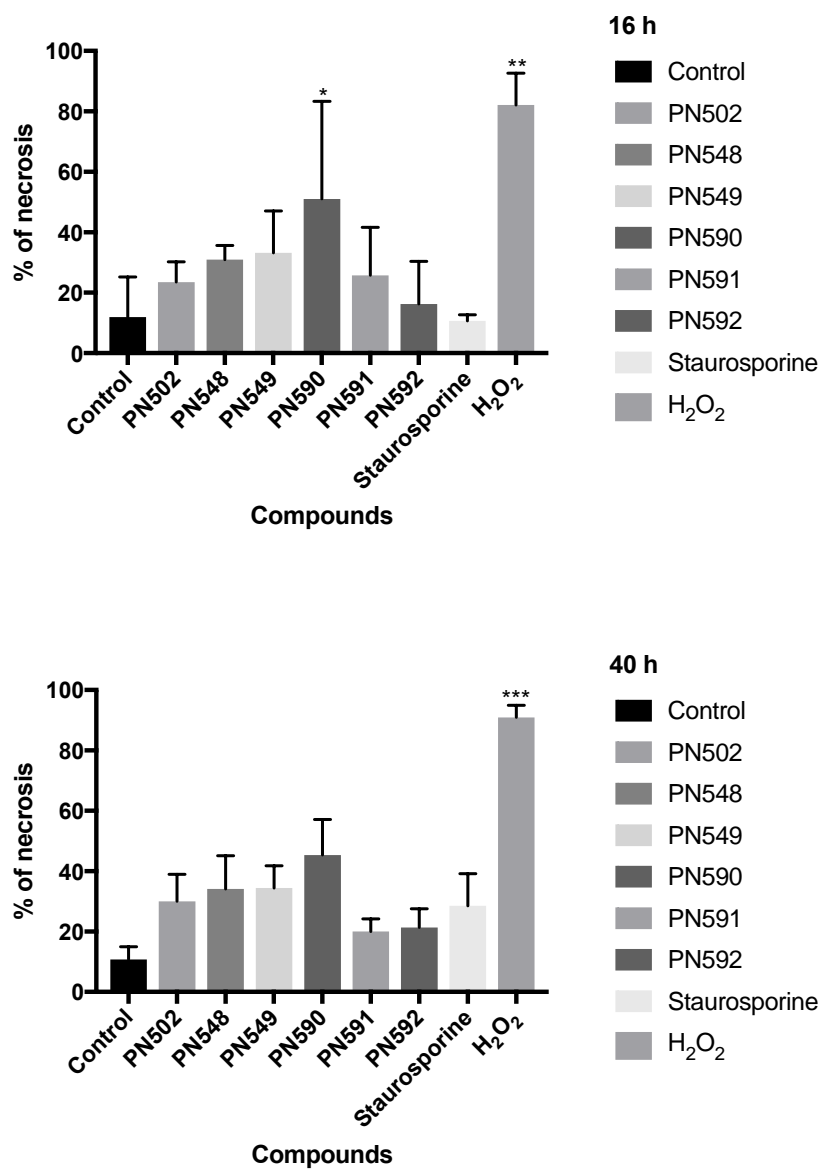 16 h
100
80
60
40
20
0
% of necrosis
*
**
Control
PN502
PN548
PN549
PN590
PN591
PN592
Staurosporine
H₂O₂
Compounds
Control
PN502
PN548
PN549
PN590
PN591
PN592
Staurosporine
H₂O₂
40 h
100
80
60
40
20
0
% of necrosis
***
Control
PN502
PN548
PN549
PN590
PN591
PN592
Staurosporine
H₂O₂
Compounds
Control
PN502
PN548
PN549
PN590
PN591
PN592
Staurosporine
H₂O₂